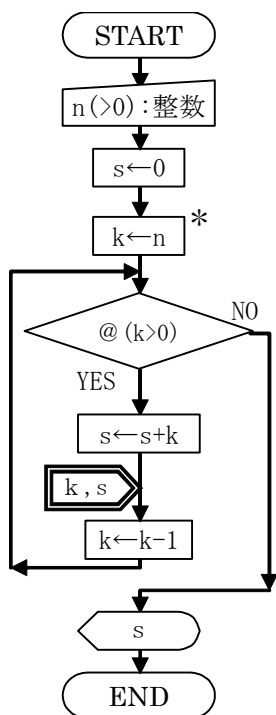 START
n(>0):整数
s←0
k←n
*
@(k>0)
NO
YES
s←s+k
k,s
k←k-1
s
END